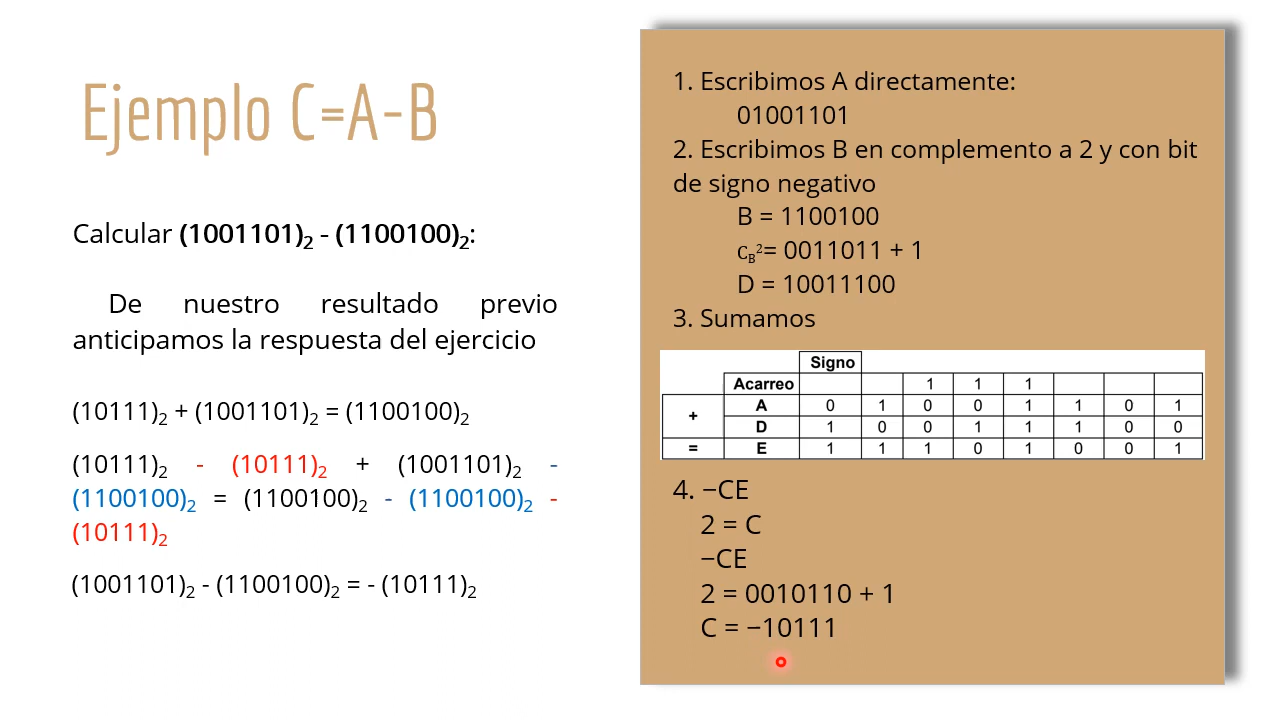 Ejemplo C=A-B
Calcular (1001101)₂ - (1100100)₂:
De nuestro resultado previo
anticipamos la respuesta del ejercicio
(10111)₂ + (1001101)₂ = (1100100)₂
(10111)₂ - (10111)₂ + (1001101)₂ -
(1100100)₂ = (1100100)₂ - (1100100)₂ -
(10111)₂
(1001101)₂ - (1100100)₂ = - (10111)₂
1. Escribimos A directamente:
01001101
2. Escribimos B en complemento a 2 y con bit
de signo negativo
B = 1100100
C_B²= 0011011 + 1
D = 10011100
3. Sumamos
Signo
Acarreo 1 1 1
+ A 0 1 0 0 1 1 0 1
D 1 0 0 1 1 1 0 0
= E 1 1 1 0 1 0 0 1
4. −CE
2 = C
−CE
2 = 0010110 + 1
C = −10111